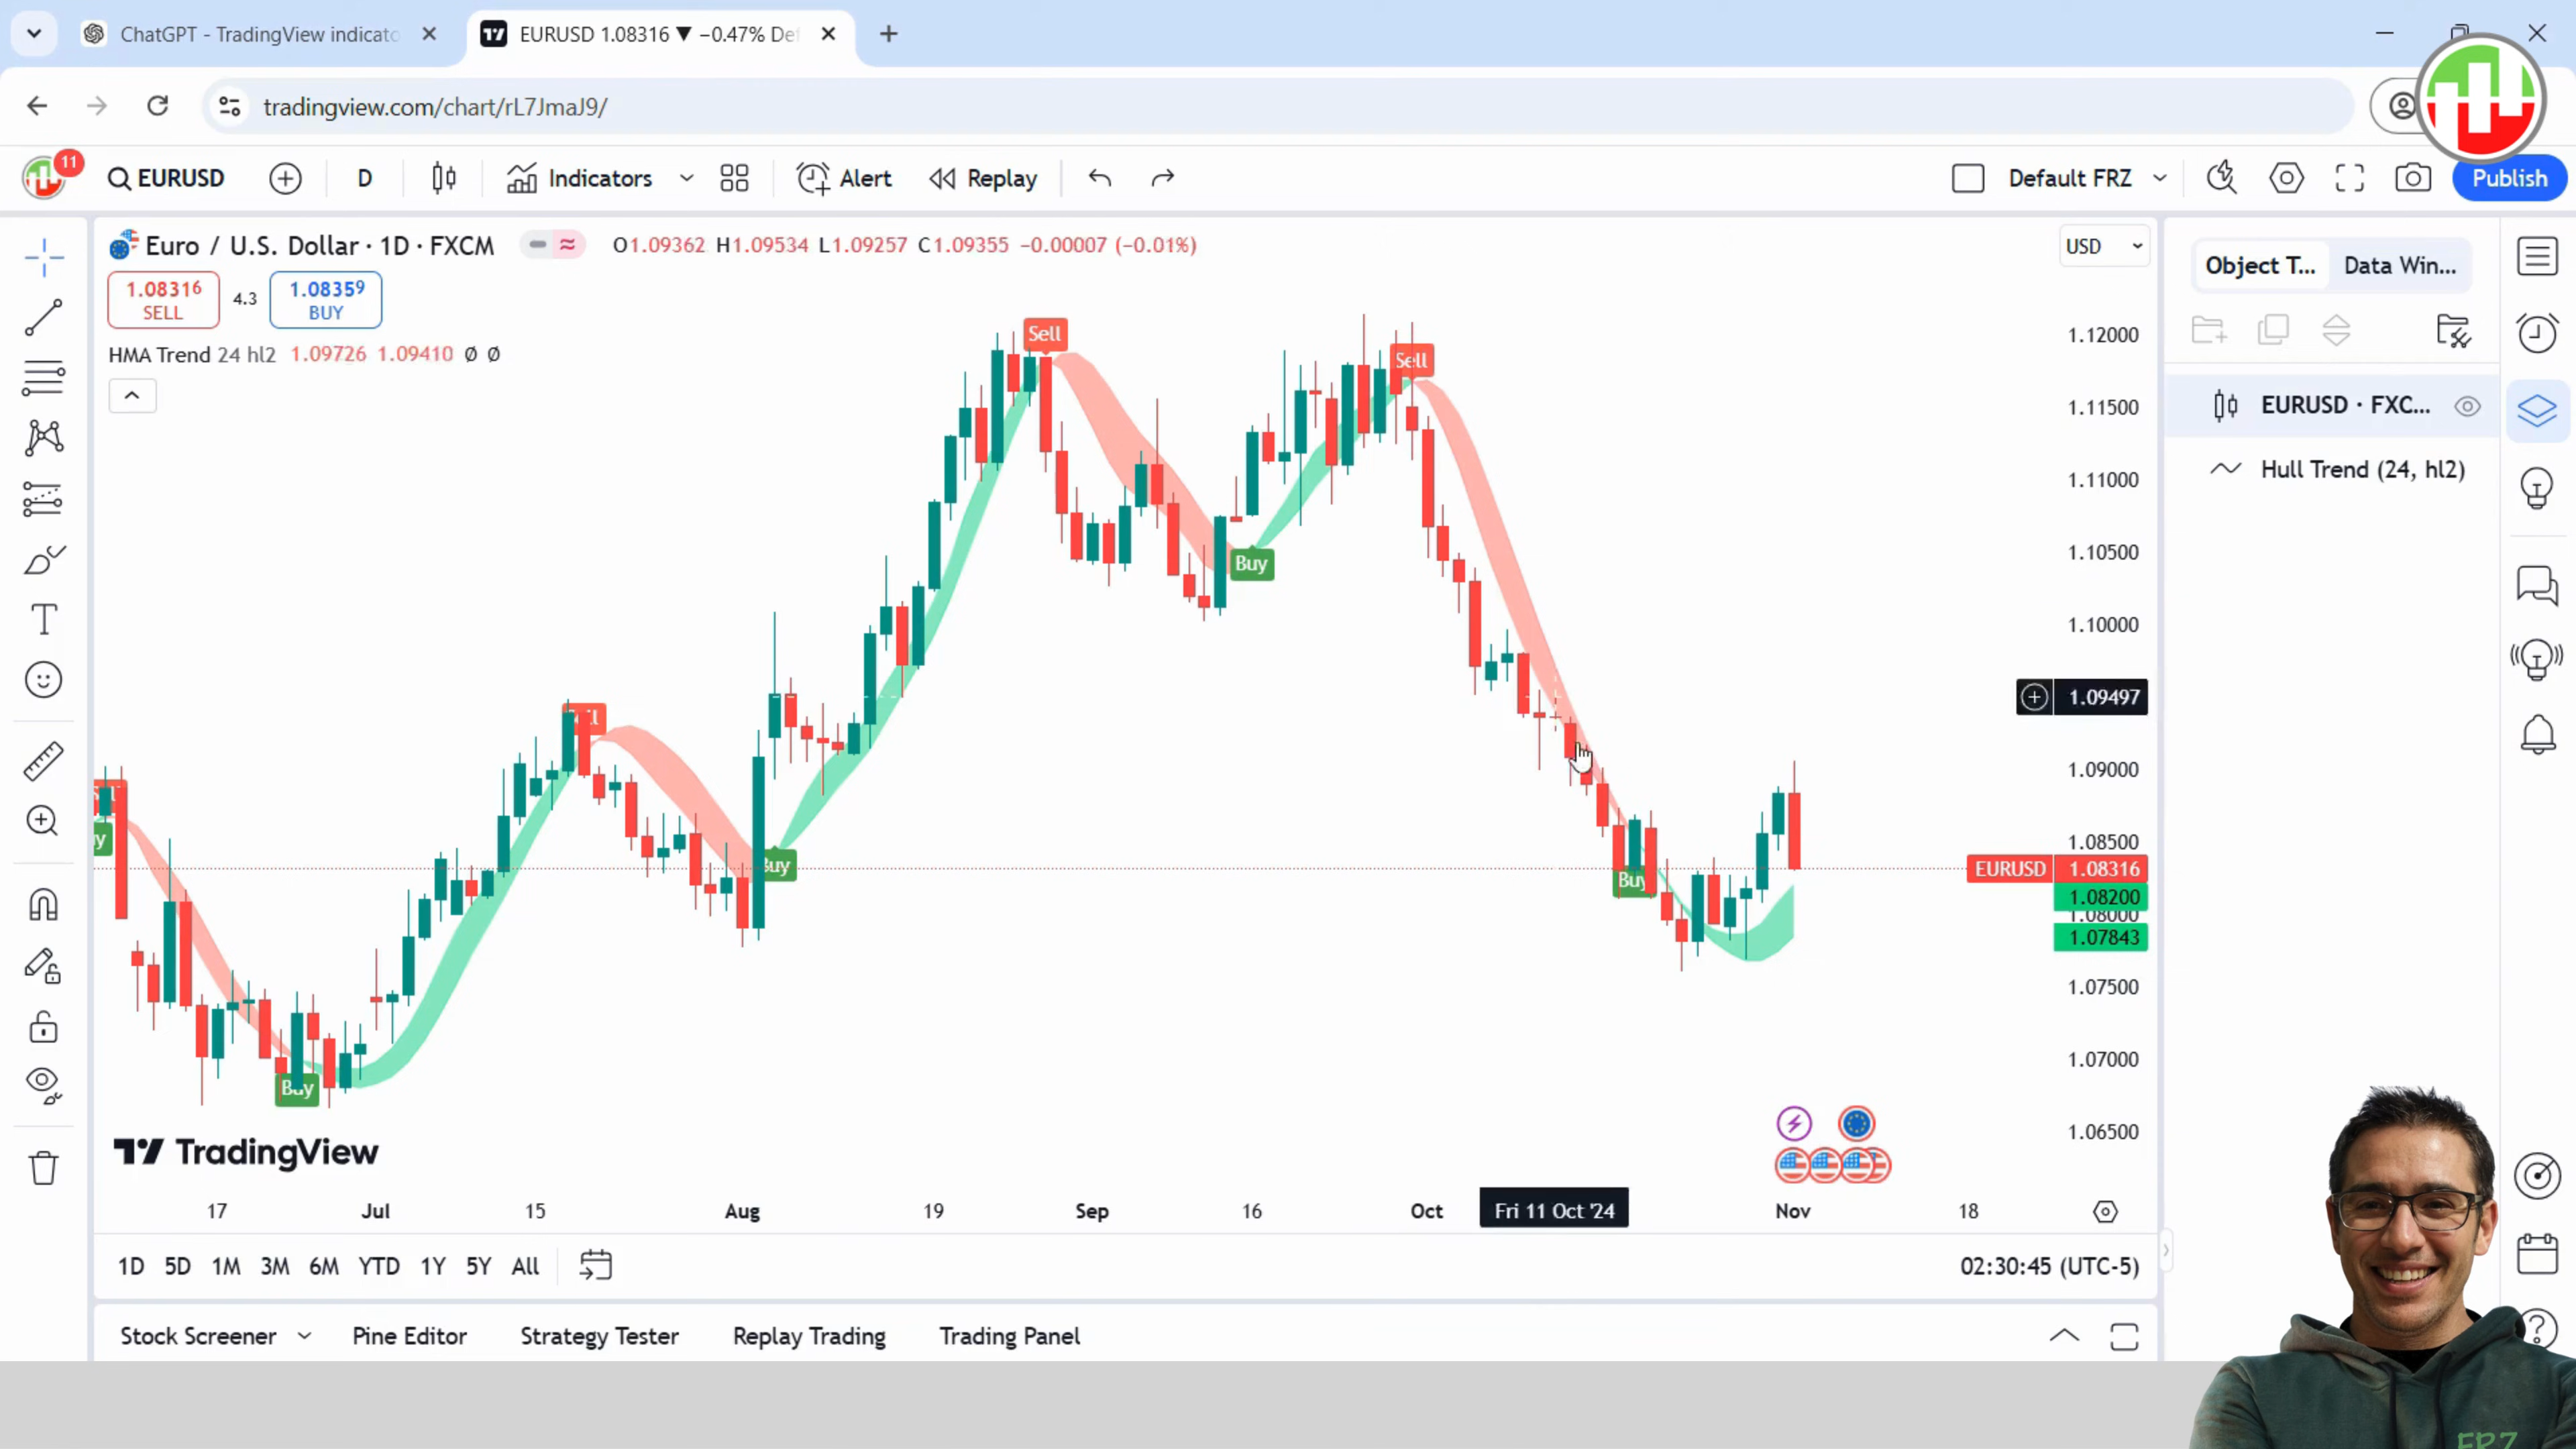 ChatGPT - TradingView indicato
EURUSD 1.08316 ▼ −0.47% De
tradingview.com/chart/rL7JmaJ9/
11
EURUSD
D
Indicators
Alert
Replay
Default FRZ
Publish
Euro / U.S. Dollar · 1D · FXCM
O1.09362 H1.09534 L1.09257 C1.09355 −0.00007 (−0.01%)
USD
Object T...
Data Win...
1.08316
SELL
4.3
1.08359
BUY
HMA Trend 24 hl2 1.09726 1.09410 Ø Ø
EURUSD · FXC...
Hull Trend (24, hl2)
Sell
Sell
Buy
Buy
Buy
1.12000
1.11500
1.11000
1.10500
1.10000
1.09497
1.09000
1.08500
EURUSD 1.08316
1.08200
1.08000
1.07843
1.07500
1.07000
1.06500
TradingView
17
Jul
15
Aug
19
Sep
16
Oct
Fri 11 Oct '24
Nov
18
1D 5D 1M 3M 6M YTD 1Y 5Y All
02:30:45 (UTC-5)
Stock Screener
Pine Editor
Strategy Tester
Replay Trading
Trading Panel
FRZ